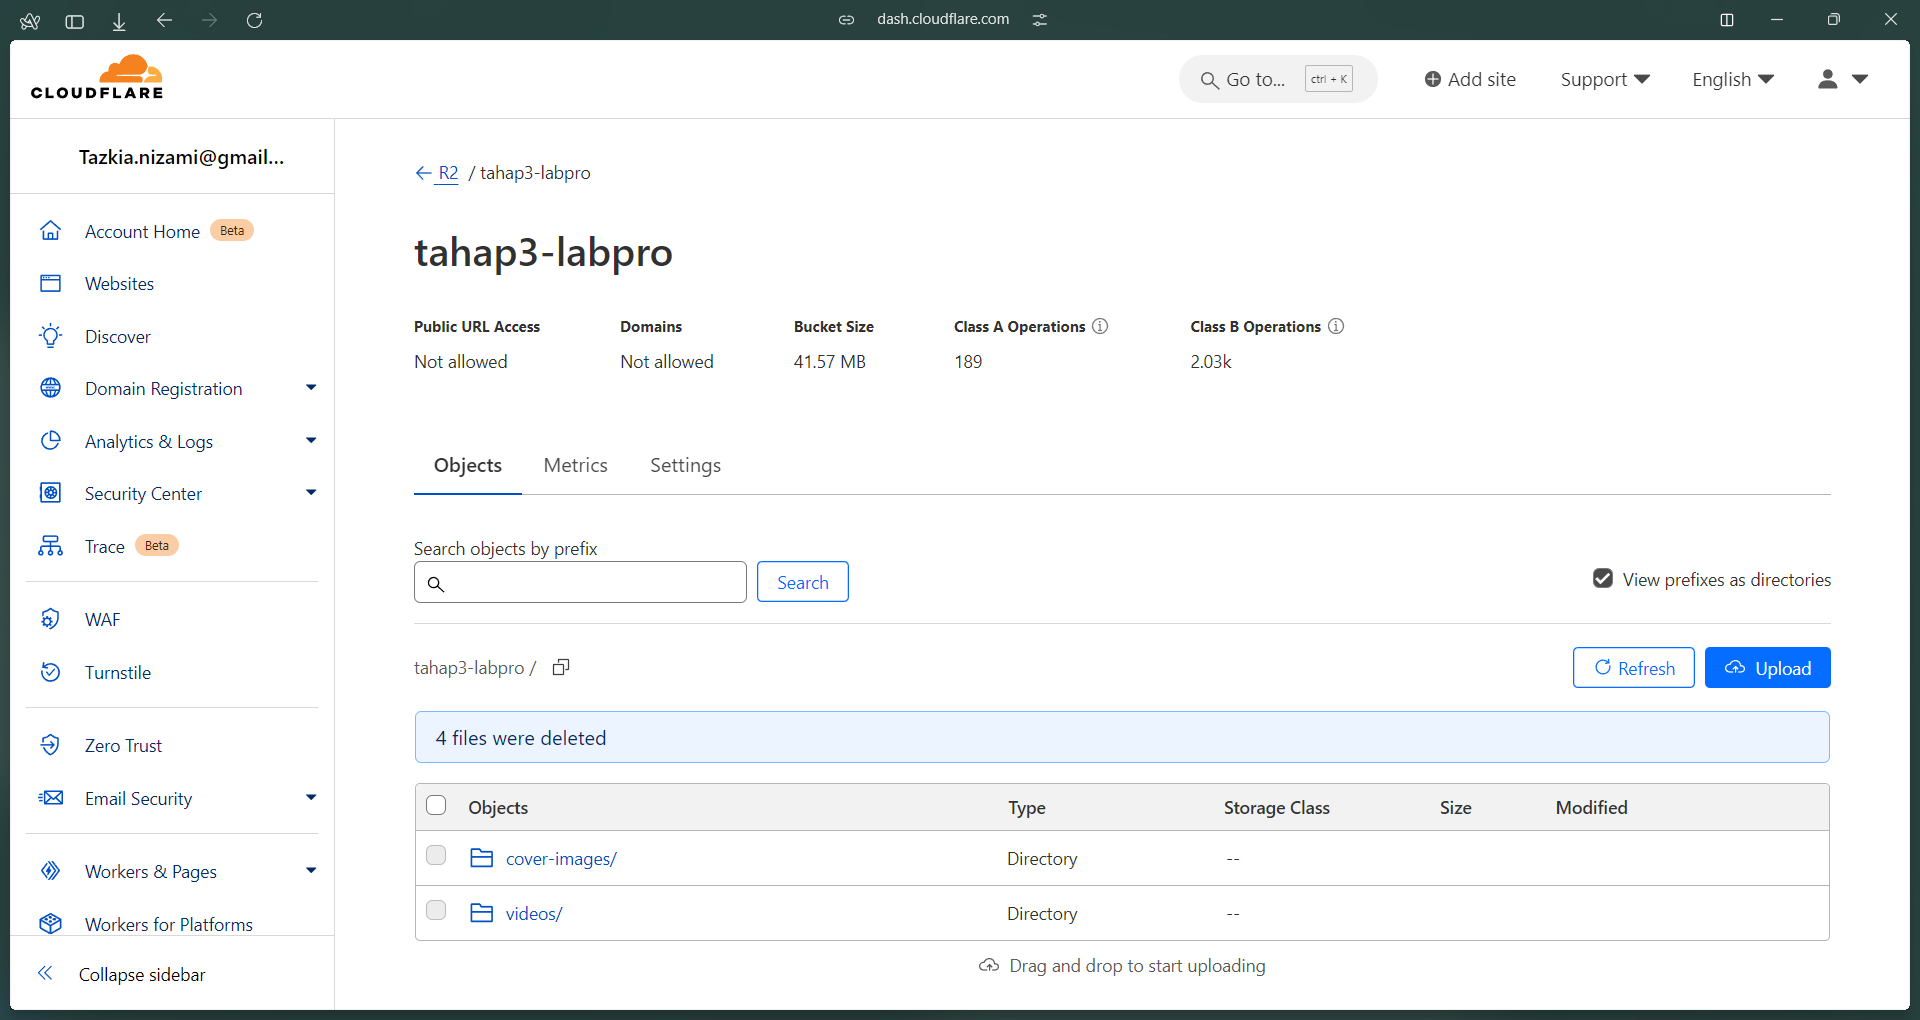 dash.cloudflare.com
CLOUDFLARE
Go to... ctrl + K
Add site
Support
English
Tazkia.nizami@gmail...
Account Home Beta
Websites
Discover
Domain Registration
Analytics & Logs
Security Center
Trace Beta
WAF
Turnstile
Zero Trust
Email Security
Workers & Pages
Workers for Platforms
Collapse sidebar
R2 / tahap3-labpro
tahap3-labpro
Public URL Access Domains Bucket Size Class A Operations Class B Operations
Not allowed Not allowed 41.57 MB 189 2.03k
Objects Metrics Settings
Search objects by prefix
Search
View prefixes as directories
tahap3-labpro /
Refresh Upload
4 files were deleted
Objects Type Storage Class Size Modified
cover-images/ Directory --
videos/ Directory --
Drag and drop to start uploading